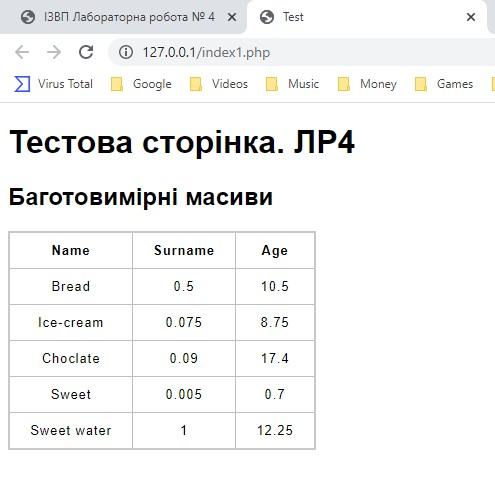 ІЗВП Лабораторна робота № 4
Test
127.0.0.1/index1.php
Virus Total Google Videos Music Money Games
Тестова сторінка. ЛР4
Баготовимірні масиви
Name Surname Age
Bread 0.5 10.5
Ice-cream 0.075 8.75
Choclate 0.09 17.4
Sweet 0.005 0.7
Sweet water 1 12.25